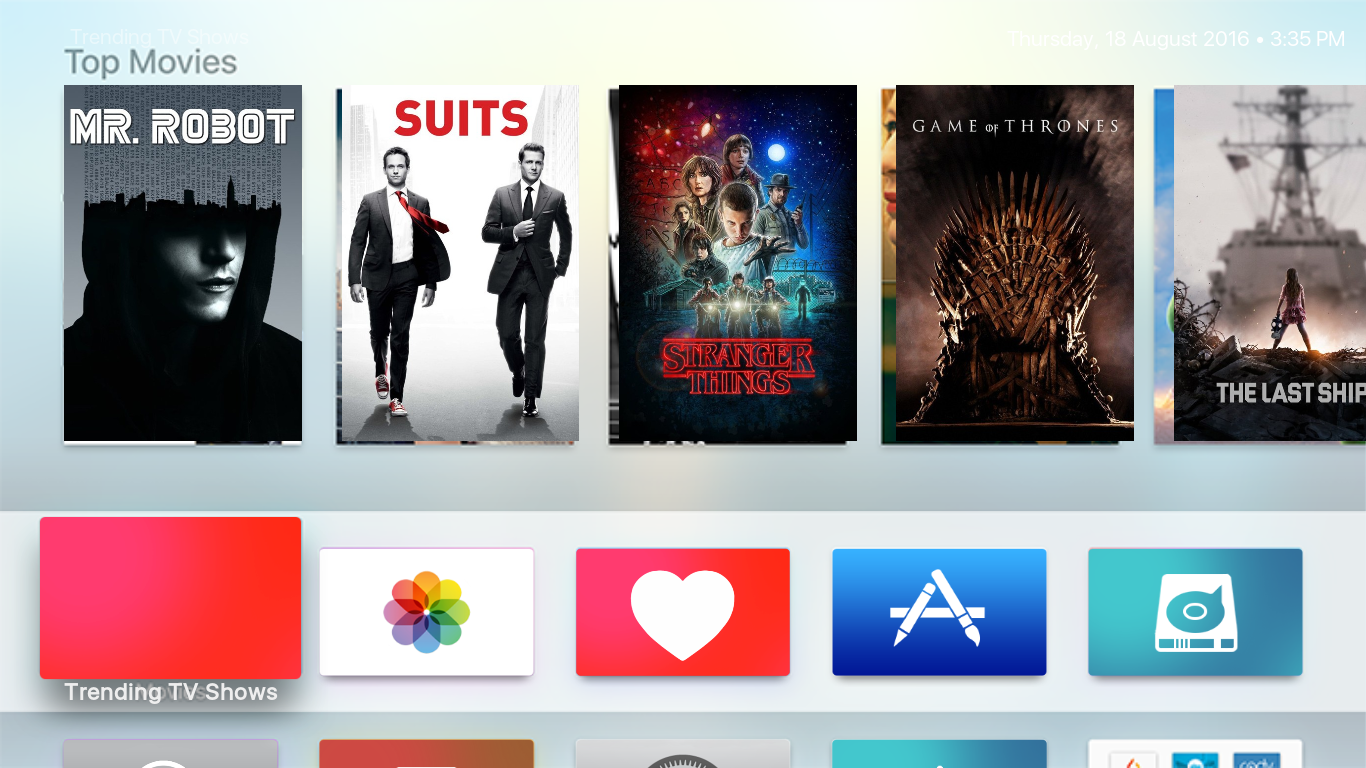 Trending TV Shows
Thursday, 18 August 2016 • 3:35 PM
Top Movies
MR. ROBOT
SUITS
GAME OF THRONES
STRANGER
THINGS
THE LAST SHIP
Trending TV Shows
Movies